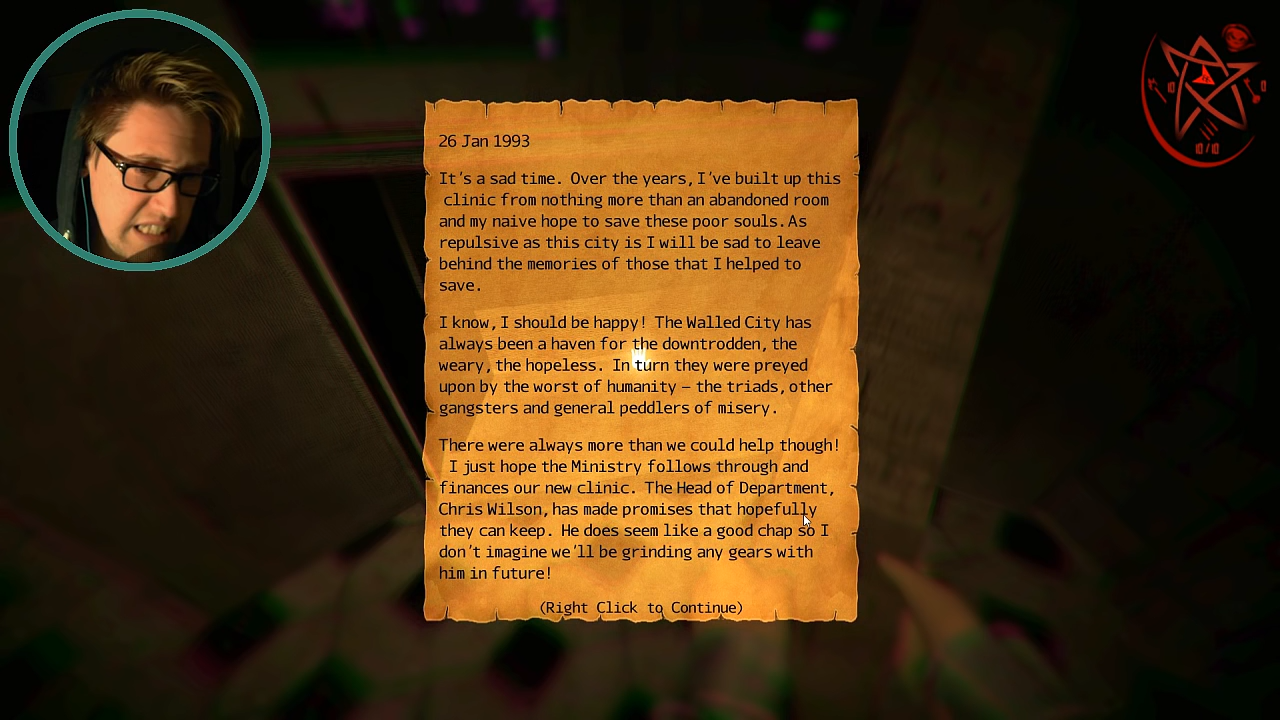 26 Jan 1993
It's a sad time. Over the years, I've built up this
clinic from nothing more than an abandoned room
and my naive hope to save these poor souls. As
repulsive as this city is I will be sad to leave
behind the memories of those that I helped to
save.
I know, I should be happy! The Walled City has
always been a haven for the downtrodden, the
weary, the hopeless. In turn they were preyed
upon by the worst of humanity – the triads, other
gangsters and general peddlers of misery.
There were always more than we could help though!
I just hope the Ministry follows through and
finances our new clinic. The Head of Department,
Chris Wilson, has made promises that hopefully
they can keep. He does seem like a good chap so I
don't imagine we'll be grinding any gears with
him in future!
(Right Click to Continue)